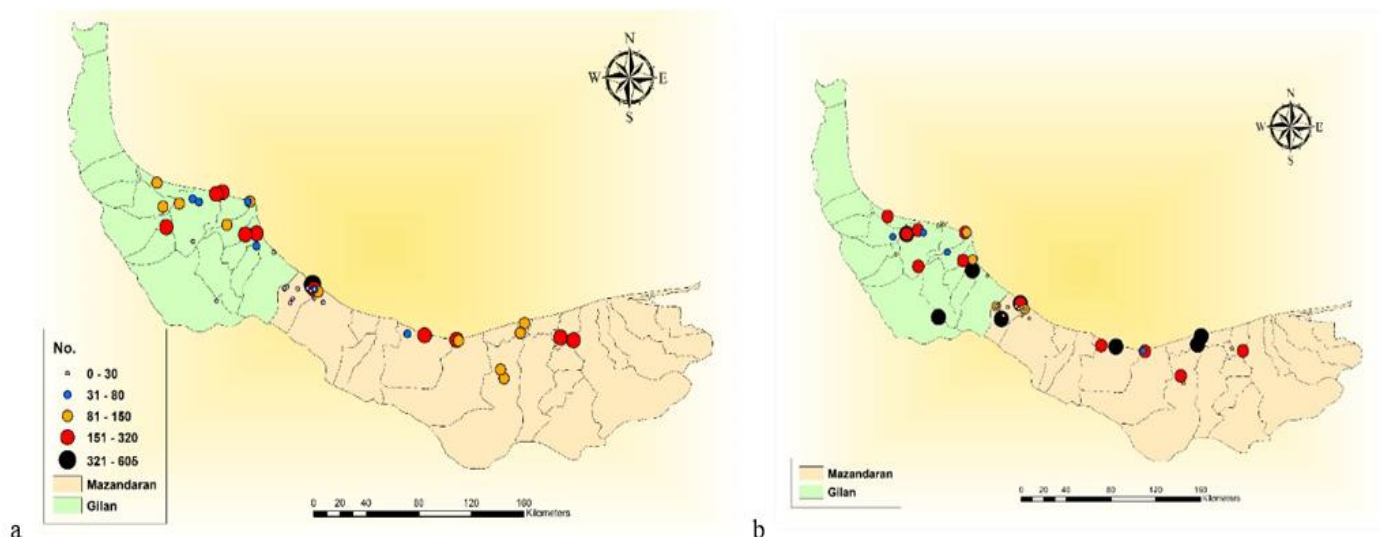 N
W E
S
No.
0 - 30
31 - 80
81 - 150
151 - 320
321 - 605
Mazandaran
Gilan
0 20 40 80 120 160
Kilometers
a
N
W E
S
Mazandaran
Gilan
0 20 40 80 120 160
Kilometers
b